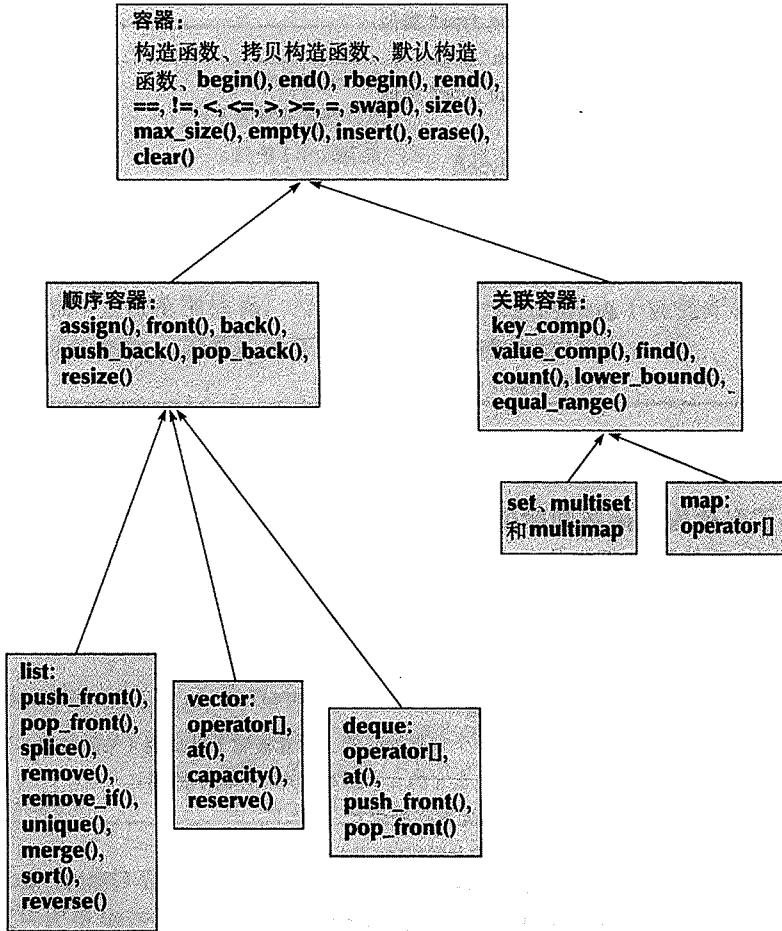 容器：
构造函数、拷贝构造函数、默认构造
函数、begin(), end(), rbegin(), rend(),
==, !=, <, <=, >, >=, =, swap(), size(),
max_size(), empty(), insert(), erase(),
clear()
顺序容器：
assign(), front(), back(),
push_back(), pop_back(),
resize()
关联容器：
key_comp(),
value_comp(), find(),
count(), lower_bound(),
equal_range()
set、multiset
和multimap
map:
operator[]
list:
push_front(),
pop_front(),
splice(),
remove(),
remove_if(),
unique(),
merge(),
sort(),
reverse()
vector:
operator[],
at(),
capacity(),
reserve()
deque:
operator[],
at(),
push_front(),
pop_front()